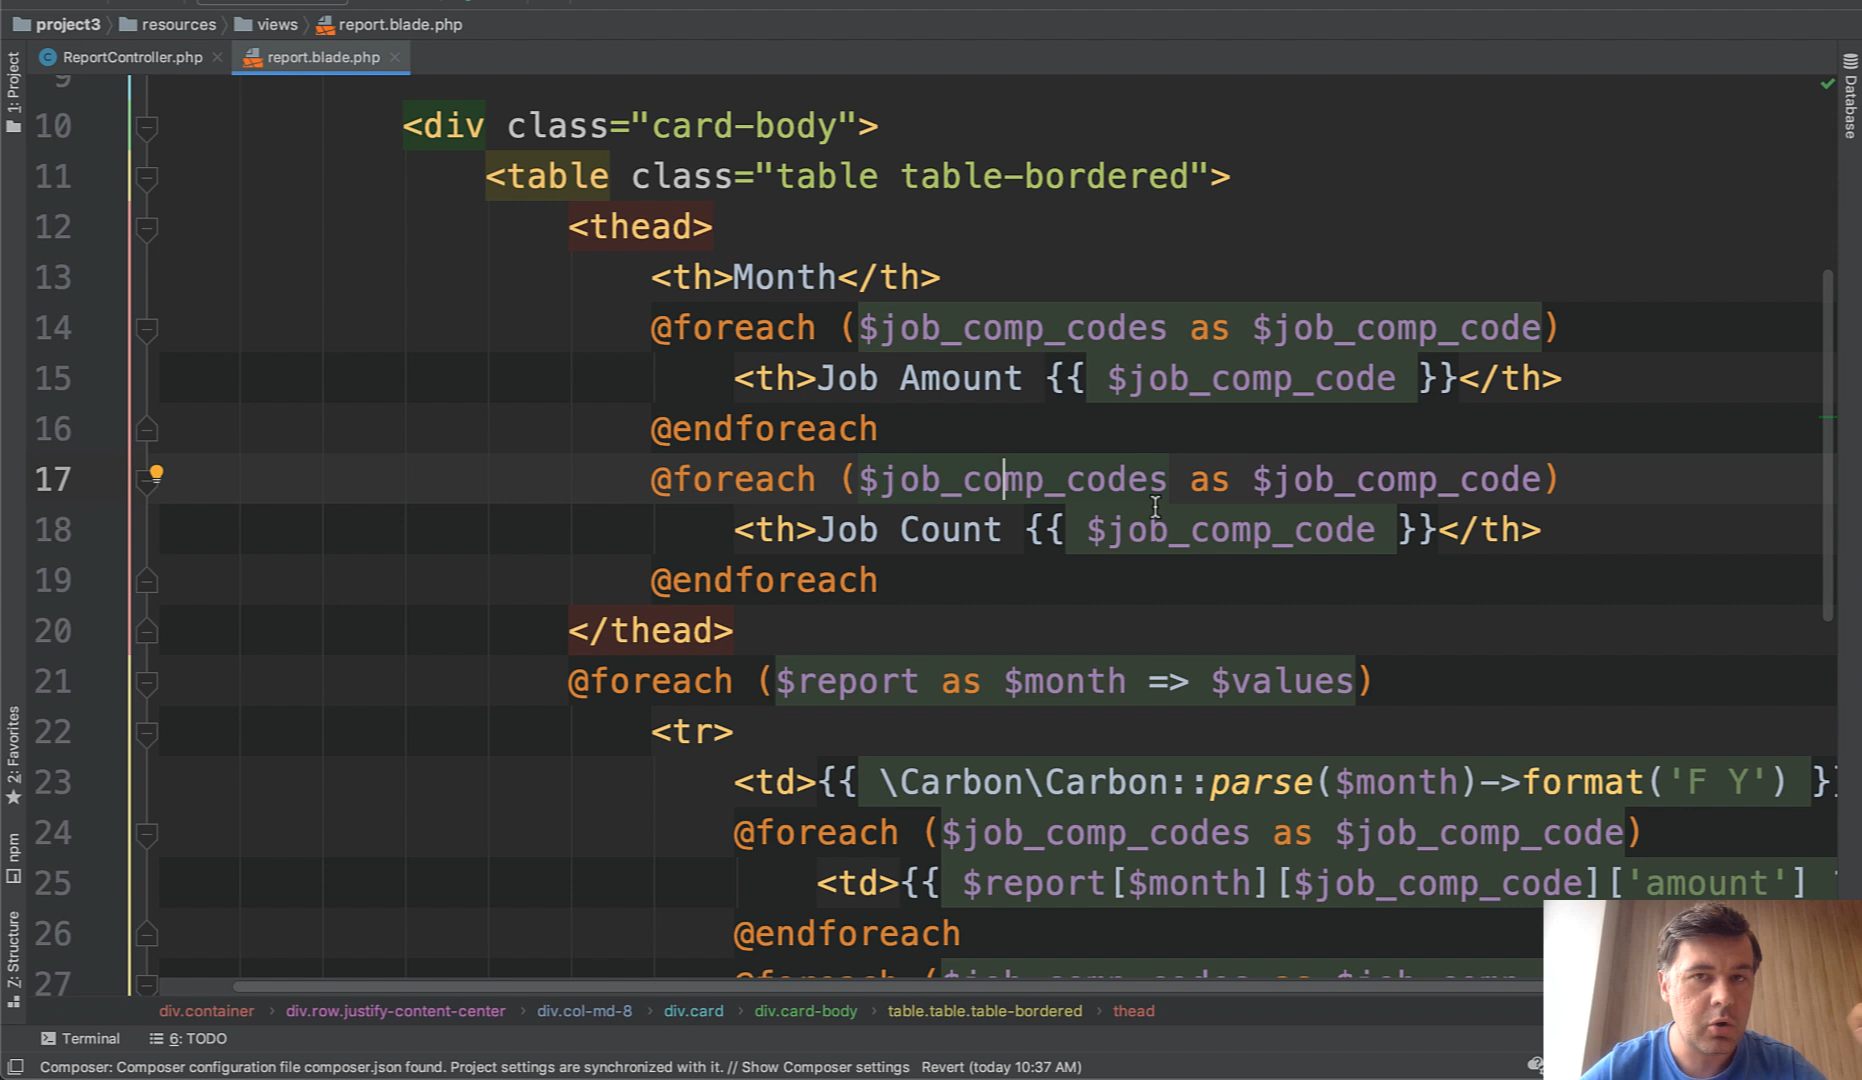 project3 resources views report.blade.php
ReportController.php report.blade.php
1: Project
Database
9
10 <div class="card-body">
11 <table class="table table-bordered">
12 <thead>
13 <th>Month</th>
14 @foreach ($job_comp_codes as $job_comp_code)
15 <th>Job Amount {{ $job_comp_code }}</th>
16 @endforeach
17 @foreach ($job_comp_codes as $job_comp_code)
18 <th>Job Count {{ $job_comp_code }}</th>
19 @endforeach
20 </thead>
21 @foreach ($report as $month => $values)
22 <tr>
23 <td>{{ \Carbon\Carbon::parse($month)->format('F Y') }
24 @foreach ($job_comp_codes as $job_comp_code)
25 <td>{{ $report[$month][$job_comp_code]['amount']
26 @endforeach
27
2: Favorites
npm
Z: Structure
div.container › div.row.justify-content-center › div.col-md-8 › div.card › div.card-body › table.table.table-bordered › thead
Terminal 6: TODO
Composer: Composer configuration file composer.json found. Project settings are synchronized with it. // Show Composer settings Revert (today 10:37 AM)